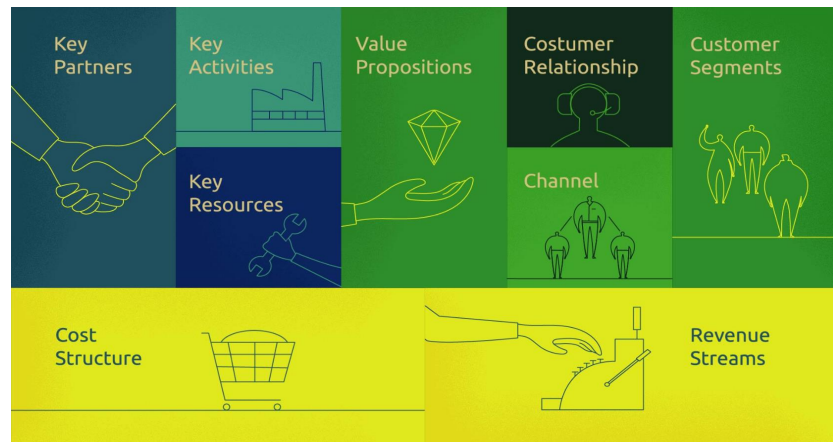 Key
Partners
Key
Activities
Key
Resources
Value
Propositions
Costumer
Relationship
Channel
Customer
Segments
Cost
Structure
Revenue
Streams